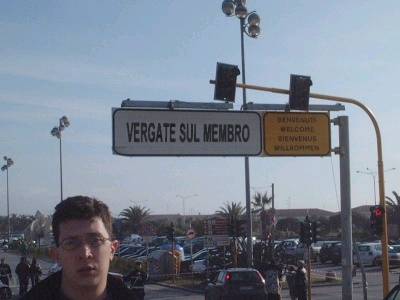 VERGATE SUL MEMBRO
BENVENUTI
WELCOME
BIENVENUS
WILLKOMMEN